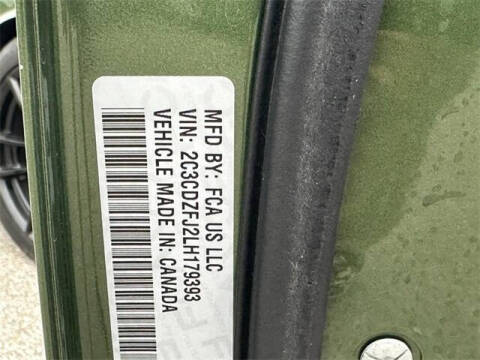 MFD BY: FCA US LLC
VIN: 2C3CDZFJ2LH179393
VEHICLE MADE IN: CANADA